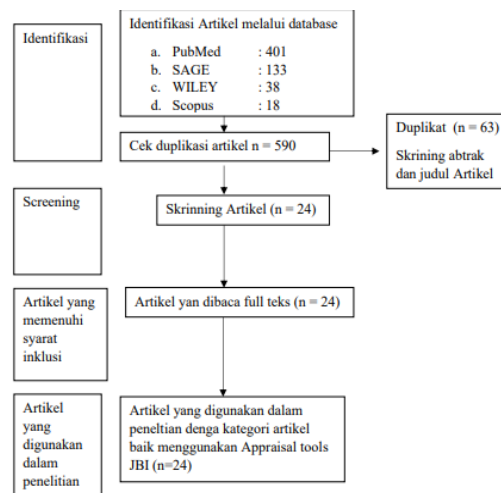 Identifikasi
Identifikasi Artikel melalui database
a. PubMed : 401
b. SAGE : 133
c. WILEY : 38
d. Scopus : 18
Cek duplikasi artikel n = 590
Duplikat (n = 63)
Skrining abtrak
dan judul Artikel
Screening
Skrinning Artikel (n = 24)
Artikel yang
memenuhi
syarat
inklusi
Artikel yan dibaca full teks (n = 24)
Artikel
yang
digunakan
dalam
penelitian
Artikel yang digunakan dalam
peneltian denga kategori artikel
baik menggunakan Appraisal tools
JBI (n=24)